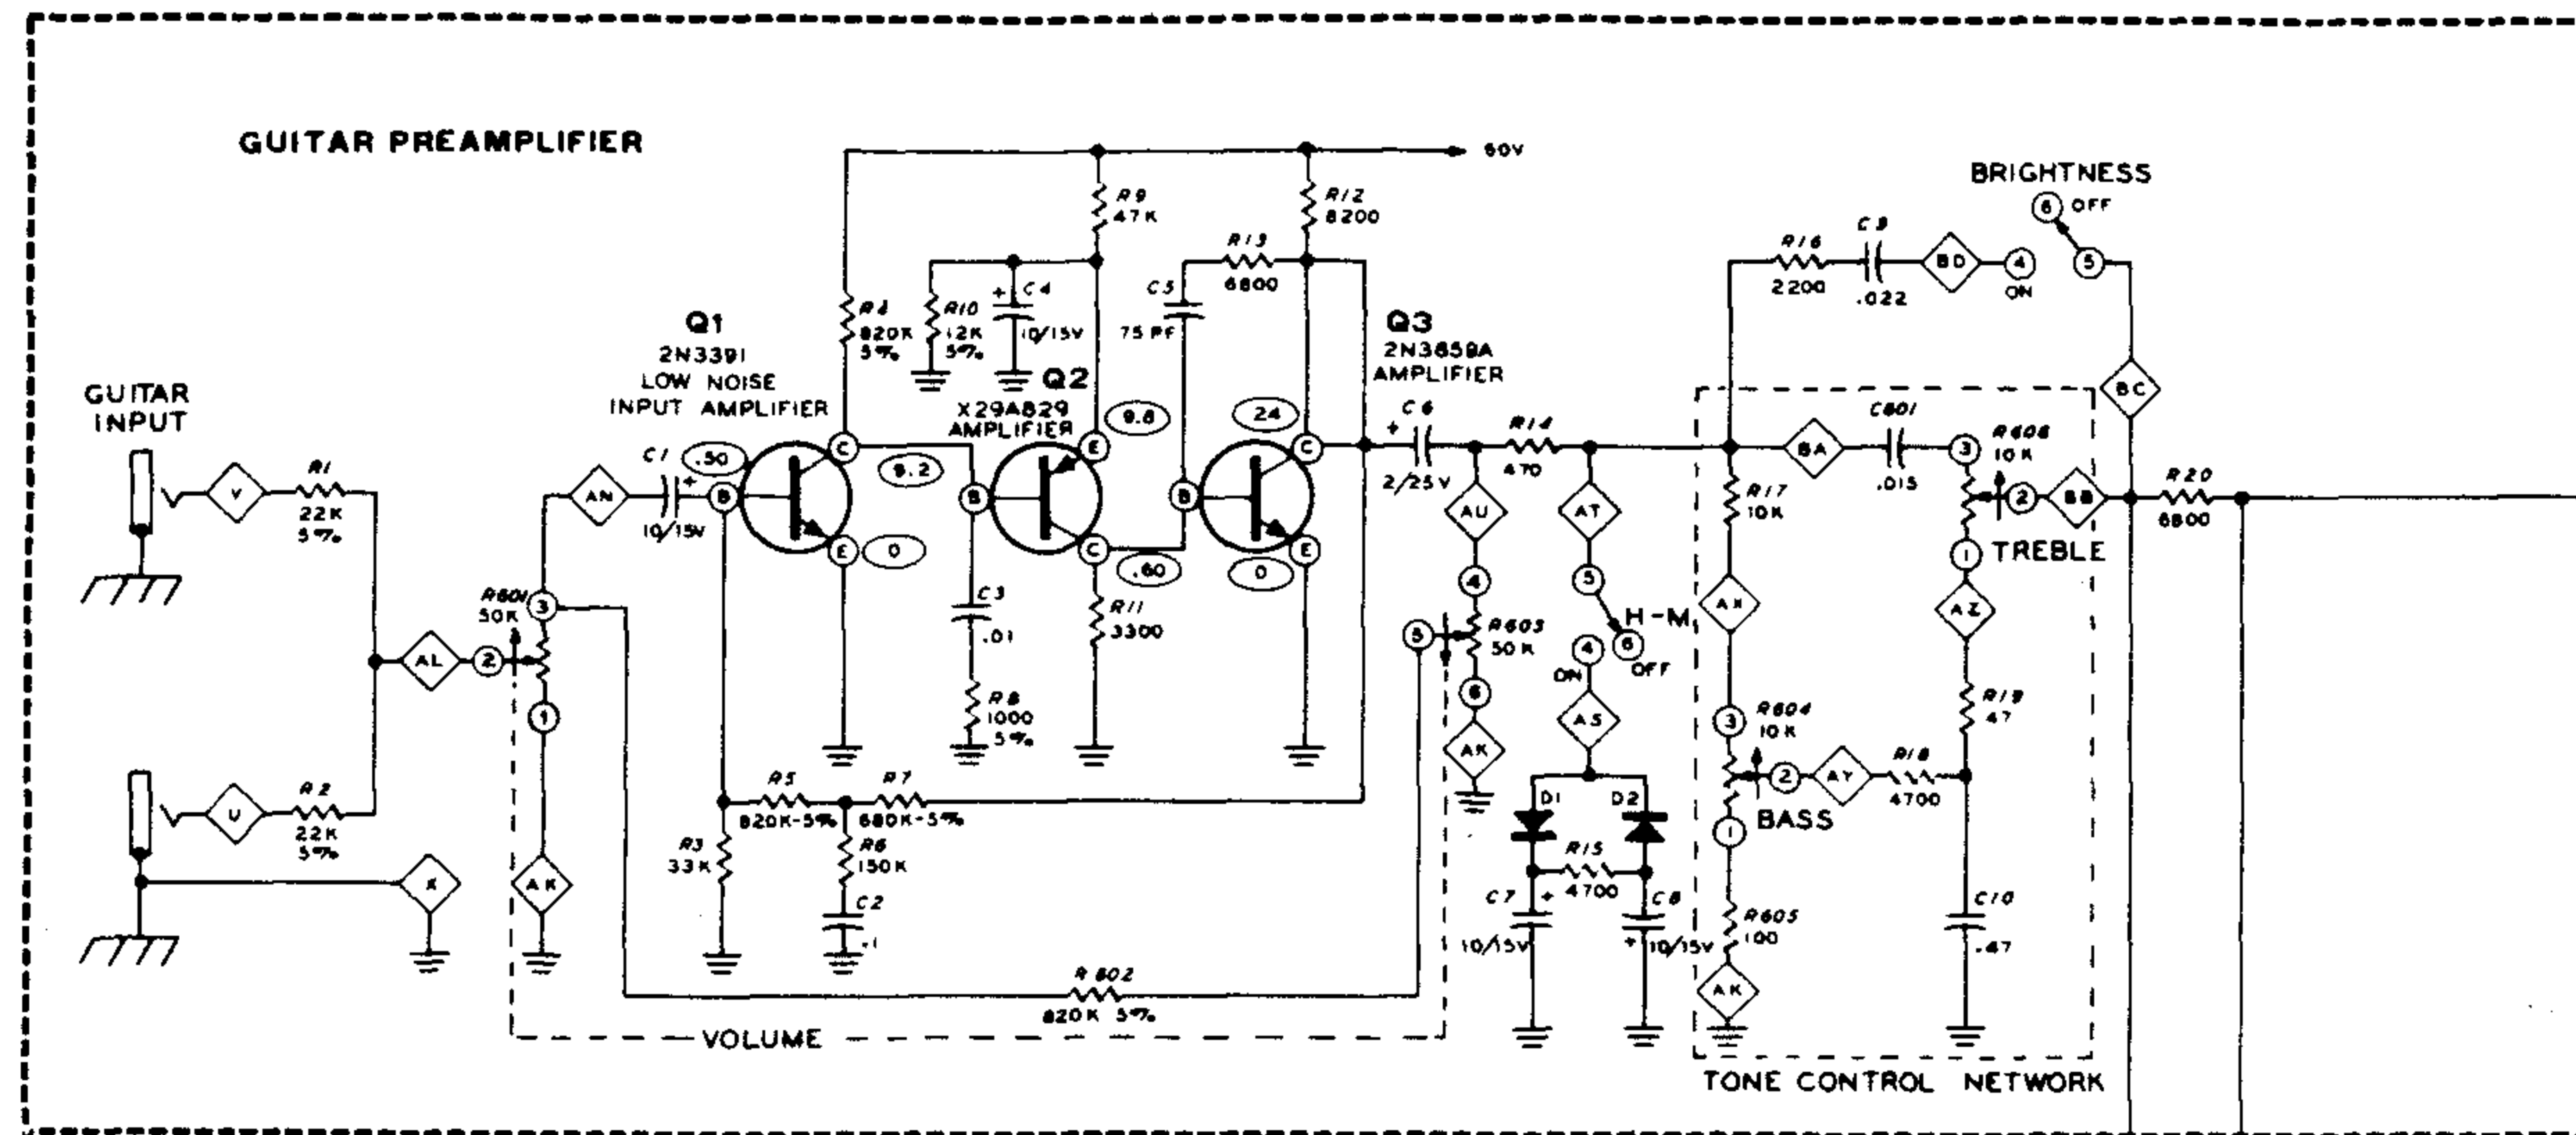 GUITAR PREAMPLIFIER
60V
R9
47K
R12
8200
BRIGHTNESS
6
OFF
R13
6800
R16
2200
C9
.022
BD
4
ON
5
R4
820K
5%
R10
12K
5%
C4
+
10/15V
C5
75 PF
Q1
2N3391
LOW NOISE
INPUT AMPLIFIER
Q2
X29A829
AMPLIFIER
Q3
2N3859A
AMPLIFIER
BC
GUITAR
INPUT
V
R1
22K
5%
AN
C1
+
10/15V
.50
B
C
E
0
9.2
B
E
9.8
C
.60
B
24
C
E
0
C6
+
2/25V
R14
470
BA
C601
.015
3
R606
10K
2
BB
1
TREBLE
R20
6800
AU
AT
R17
10K
R601
50K
3
AL
2
1
C3
.01
R8
1000
5%
R11
3300
4
5
R603
50K
6
AK
5
H-M
4
ON
6
OFF
AS
AX
AZ
R19
47
3
R604
10K
2
AY
R18
4700
1
BASS
U
R2
22K
5%
X
AK
R5
820K-5%
R7
680K-5%
R3
33K
R6
150K
C2
.1
D1
D2
R15
4700
C7
+
10/15V
C8
+
10/15V
R605
100
AK
C10
.47
R602
820K 5%
VOLUME
TONE CONTROL NETWORK